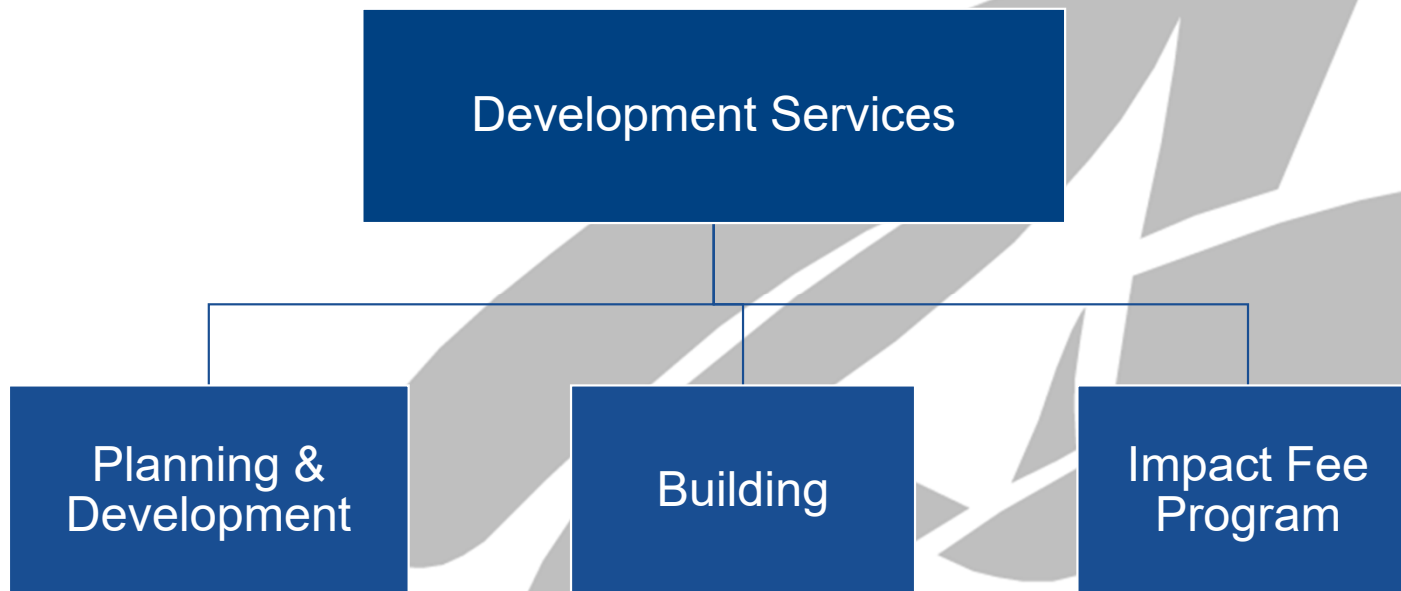 Development Services
Planning &
Development
Building
Impact Fee
Program